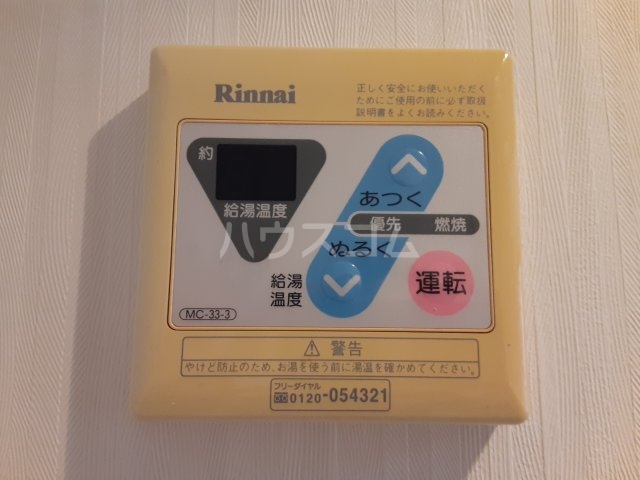 Rinnai
正しく安全にお使いいただく
ためにご使用の前に必ず取扱
説明書をよくお読みください。
約
給湯温度
あつく
優先 燃焼
ぬるく
給湯
温度
運転
MC-33-3
ハウスコム
⚠ 警告
やけど防止のため、お湯を使う前に湯温を確かめてください。
フリーダイヤル
0120-054321